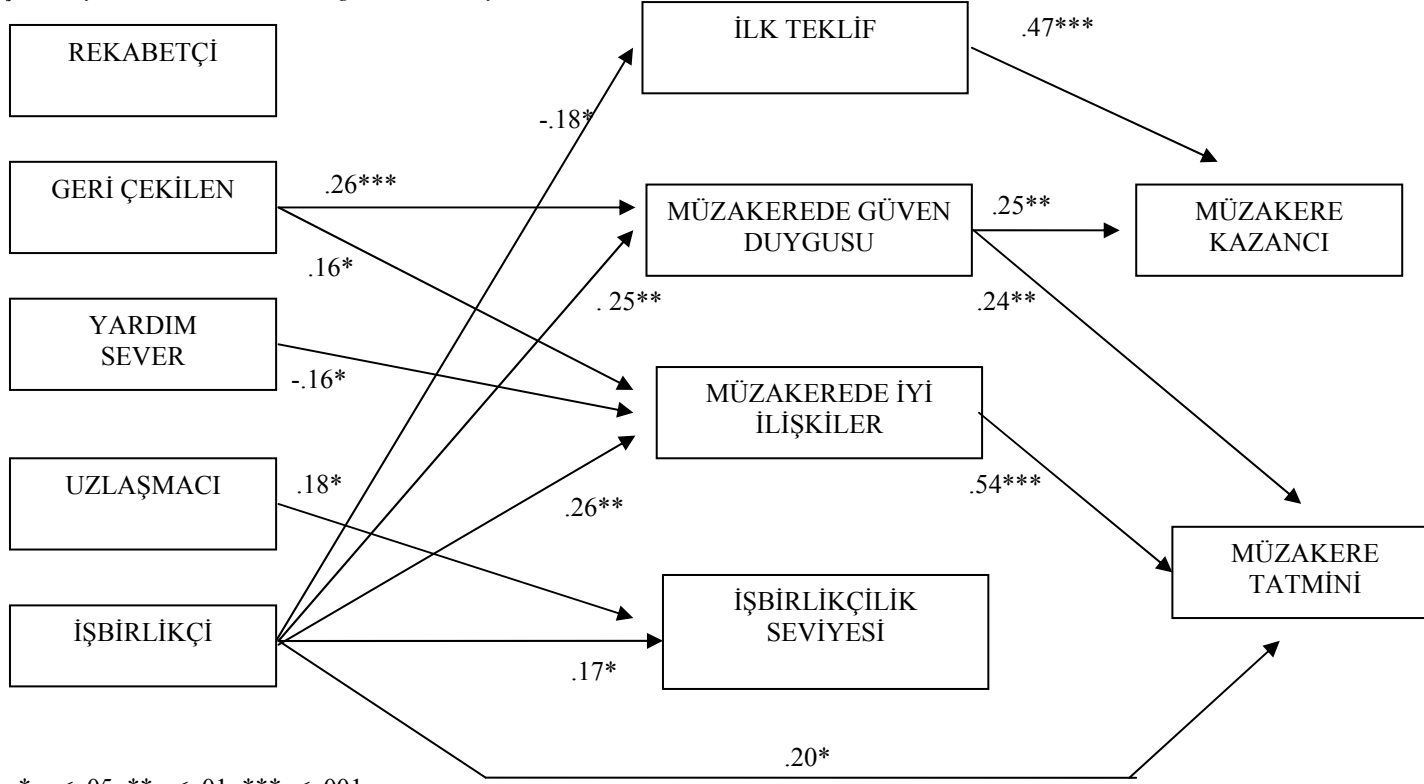 REKABETÇİ
İLK TEKLİF
.47***
-.18*
GERİ ÇEKİLEN
.26***
MÜZAKEREDE GÜVEN
DUYGUSU
.25**
MÜZAKERE
KAZANCI
.16*
. 25**
.24**
YARDIM
SEVER
-.16*
MÜZAKEREDE İYİ
İLİŞKİLER
UZLAŞMACI
.18*
.26**
.54***
MÜZAKERE
TATMİNİ
İŞBİRLİKÇİ
İŞBİRLİKÇİLİK
SEVİYESİ
.17*
.20*